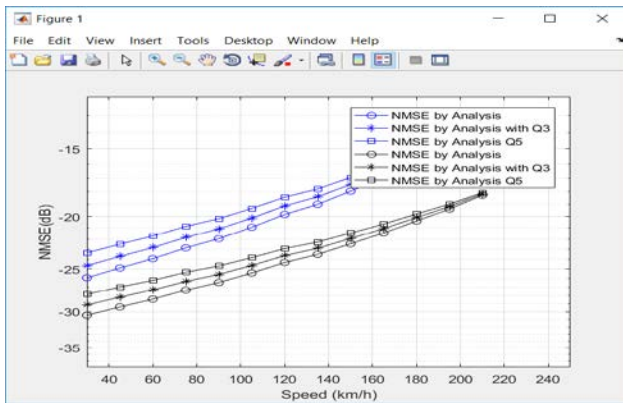 Figure 1
File Edit View Insert Tools Desktop Window Help
NMSE by Analysis
NMSE by Analysis with Q3
NMSE by Analysis Q5
NMSE by Analysis
NMSE by Analysis with Q3
NMSE by Analysis Q5
-15
-20
-25
-30
-35
NMSE(dB)
40 60 80 100 120 140 160 180 200 220 240
Speed (km/h)